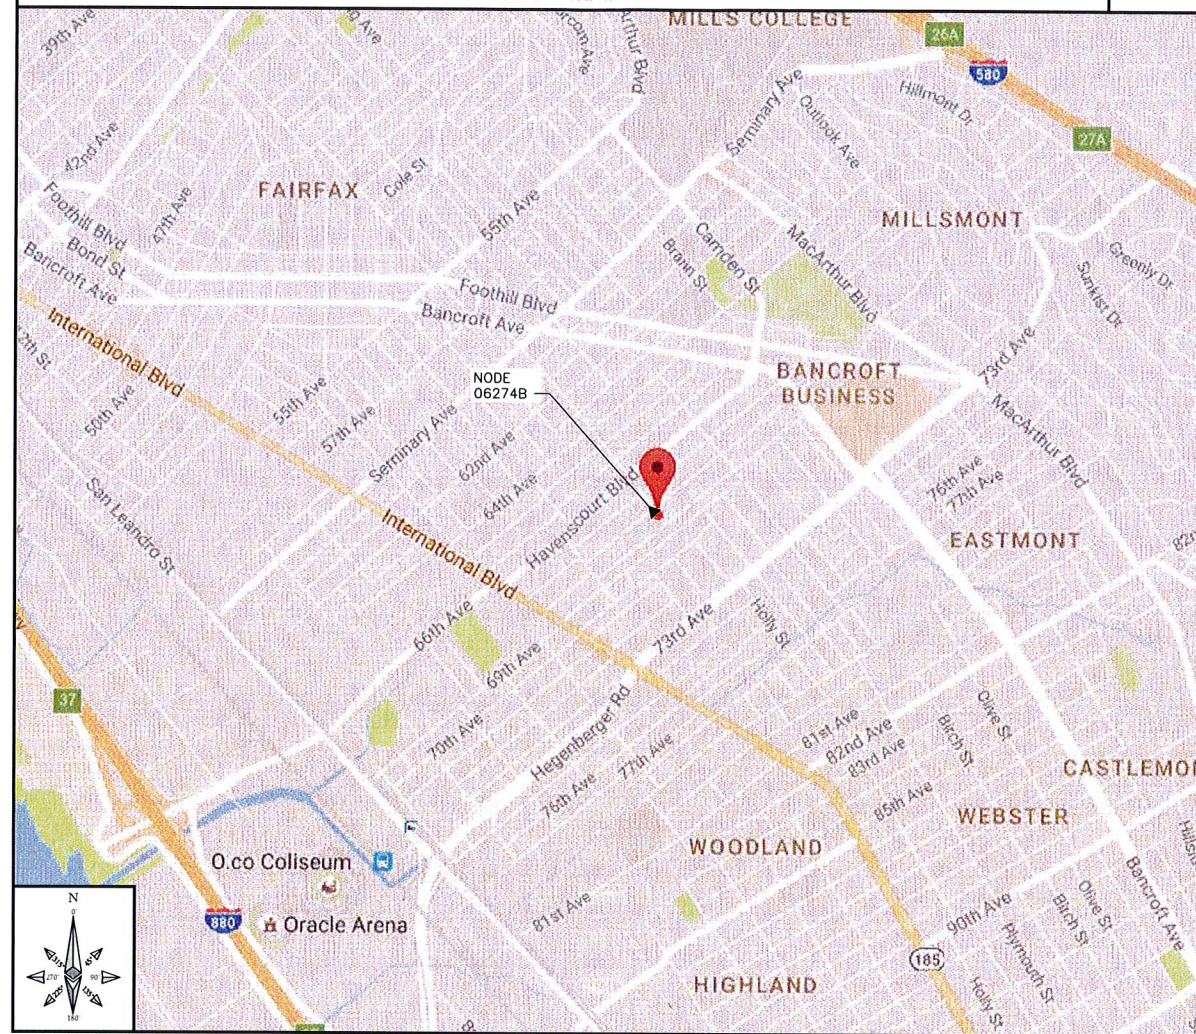 MILLS COLLEGE
26A
580
39th Ave
Arthur Blvd
Seminary Ave
Hillmont Dr
Outlook Ave
27A
42nd Ave
FAIRFAX
Cole St
47th Ave
55th Ave
MILLSMONT
Foothill Blvd
Bond St
Bancroft Ave
Camden St
Brann St
MacArthur Blvd
Greenly Dr
Sunkist Dr
Foothill Blvd
Bancroft Ave
International Blvd
12th St
73rd Ave
BANCROFT
BUSINESS
NODE
06274B
50th Ave
55th Ave
57th Ave
Seminary Ave
62nd Ave
64th Ave
MacArthur Blvd
76th Ave
77th Ave
San Leandro St
Havenscourt Blvd
International Blvd
EASTMONT
66th Ave
69th Ave
73rd Ave
Holly St
37
70th Ave
Hegenberger Rd
77th Ave
76th Ave
81st Ave
82nd Ave
83rd Ave
Olive St
Birch St
85th Ave
WEBSTER
WOODLAND
O.co Coliseum
880
Oracle Arena
81st Ave
90th Ave
Olive St
Birch St
Plymouth St
Bancroft Ave
185
HIGHLAND
Holly St
N
0°
315°
45°
270°
90°
225°
135°
180°